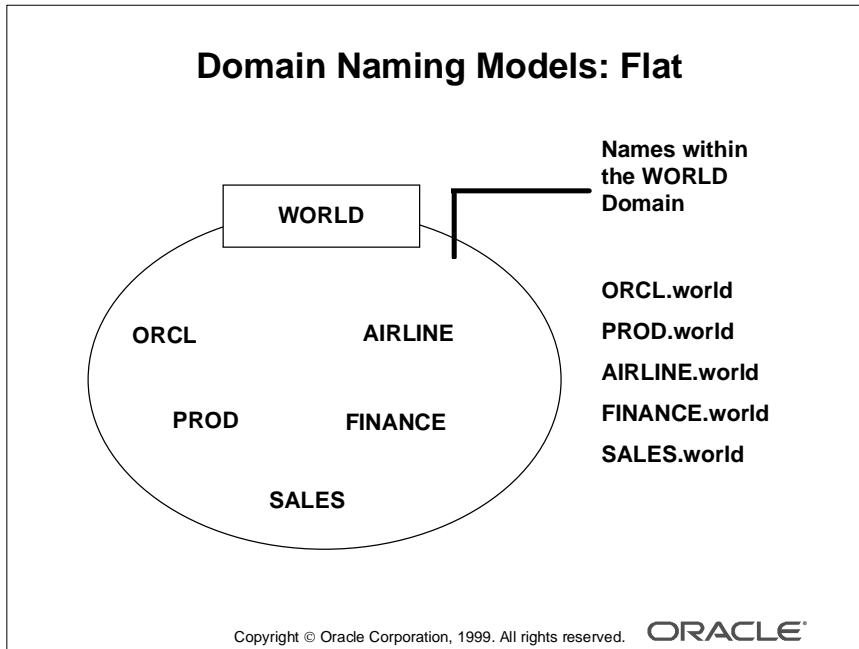 Domain Naming Models: Flat
Names within
the WORLD
Domain
WORLD
ORCL
AIRLINE
PROD
FINANCE
SALES
ORCL.world
PROD.world
AIRLINE.world
FINANCE.world
SALES.world
Copyright © Oracle Corporation, 1999. All rights reserved.
ORACLE®